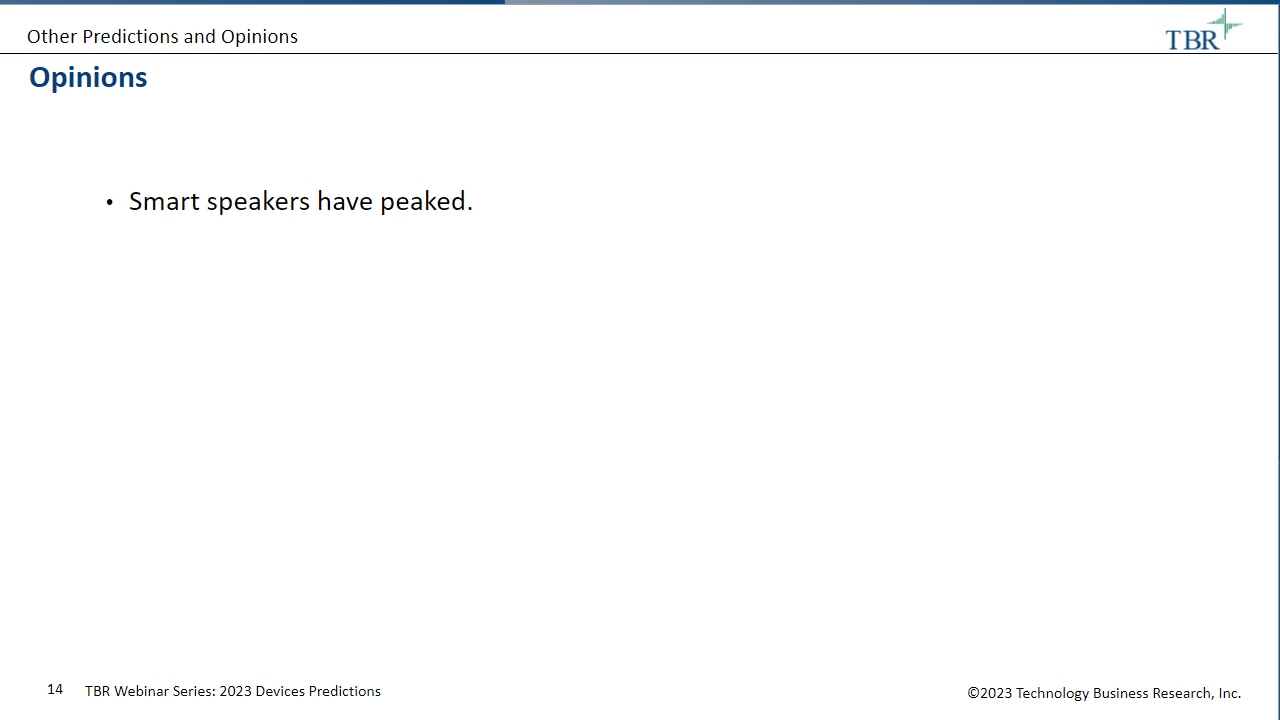 Other Predictions and Opinions
TBR
Opinions
• Smart speakers have peaked.
14 TBR Webinar Series: 2023 Devices Predictions
©2023 Technology Business Research, Inc.